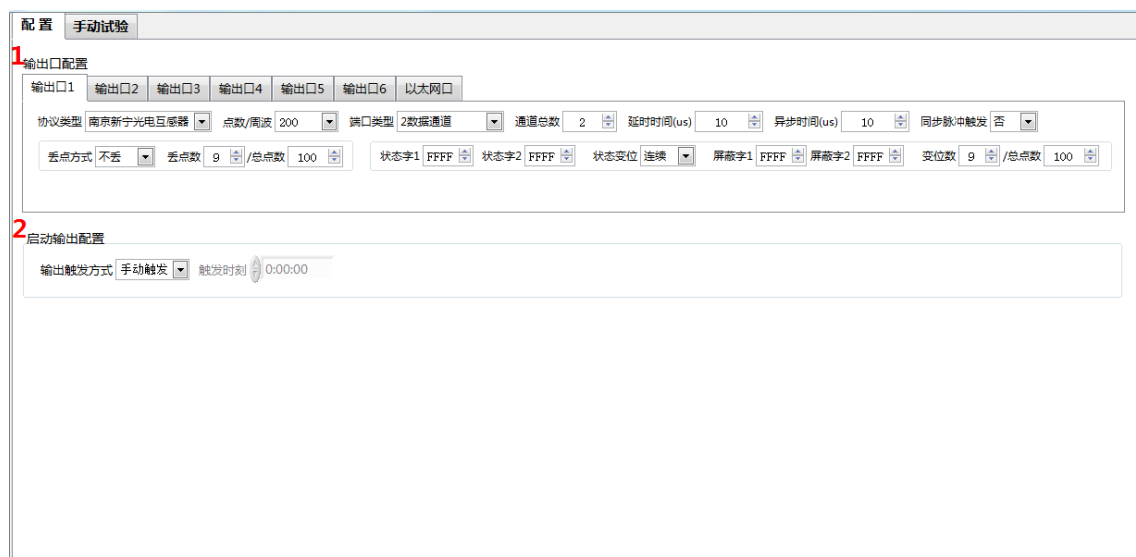 配 置 手动试验
1
输出口配置
输出口1 输出口2 输出口3 输出口4 输出口5 输出口6 以太网口
协议类型 南京新宁光电互感器 点数/周波 200 端口类型 2数据通道 通道总数 2 延时时间(us) 10 异步时间(us) 10 同步脉冲触发 否
丢点方式 不丢 丢点数 9 /总点数 100 状态字1 FFFF 状态字2 FFFF 状态变位 连续 屏蔽字1 FFFF 屏蔽字2 FFFF 变位数 9 /总点数 100
2
启动输出配置
输出触发方式 手动触发 触发时刻 0:00:00